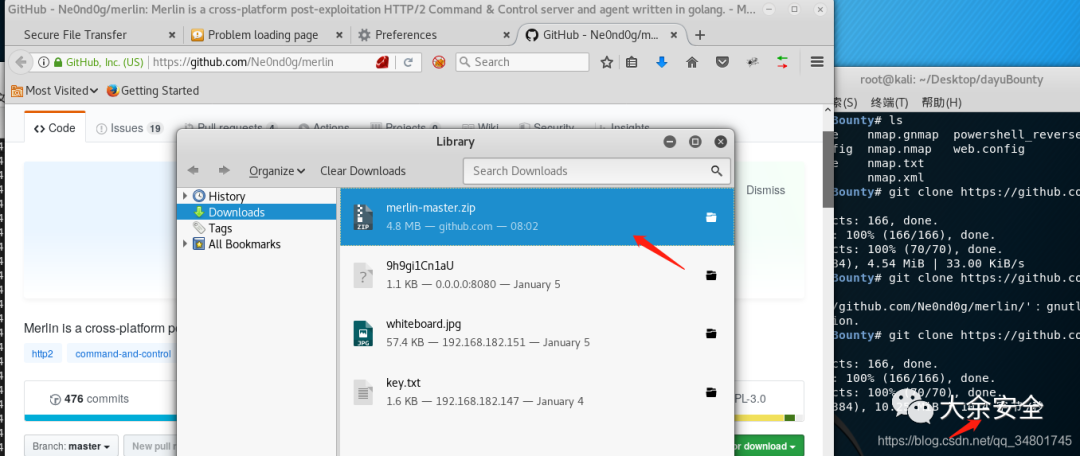 GitHub - Ne0nd0g/merlin: Merlin is a cross-platform post-exploitation HTTP/2 Command & Control server and agent written in golang. - M...
Secure File Transfer
Problem loading page
Preferences
GitHub - Ne0nd0g/m...
GitHub, Inc. (US)
https://github.com/Ne0nd0g/merlin
Search
Most Visited
Getting Started
Code
Issues 19
Pull requests 4
Actions
Projects 0
Wiki
Security
Insights
Library
Organize
Clear Downloads
Search Downloads
Dismiss
History
Downloads
Tags
All Bookmarks
merlin-master.zip
4.8 MB — github.com — 08:02
9h9gi1Cn1aU
1.1 KB — 0.0.0.0:8080 — January 5
whiteboard.jpg
57.4 KB — 192.168.182.151 — January 5
key.txt
1.6 KB — 192.168.182.147 — January 4
Merlin is a cross-platform p
http2
command-and-control
476 commits
PL-3.0
Branch: master
New pull r
or download
root@kali: ~/Desktop/dayuBounty
(S) 终端(T) 帮助(H)
Bounty# ls
e nmap.gnmap powershell_reverse
fig nmap.nmap web.config
e nmap.txt
nmap.xml
Bounty# git clone https://github.co
cts: 166, done.
: 100% (166/166), done.
cts: 100% (70/70), done.
84), 4.54 MiB | 33.00 KiB/s
Bounty# git clone https://github.co
/github.com/Ne0nd0g/merlin/'：gnutl
ion.
Bounty# git clone https://github.co
cts: 166, done.
: 100% (166/166), done.
cts: 100% (70/70), done.
大余安全
https://blog.csdn.net/qq_34801745